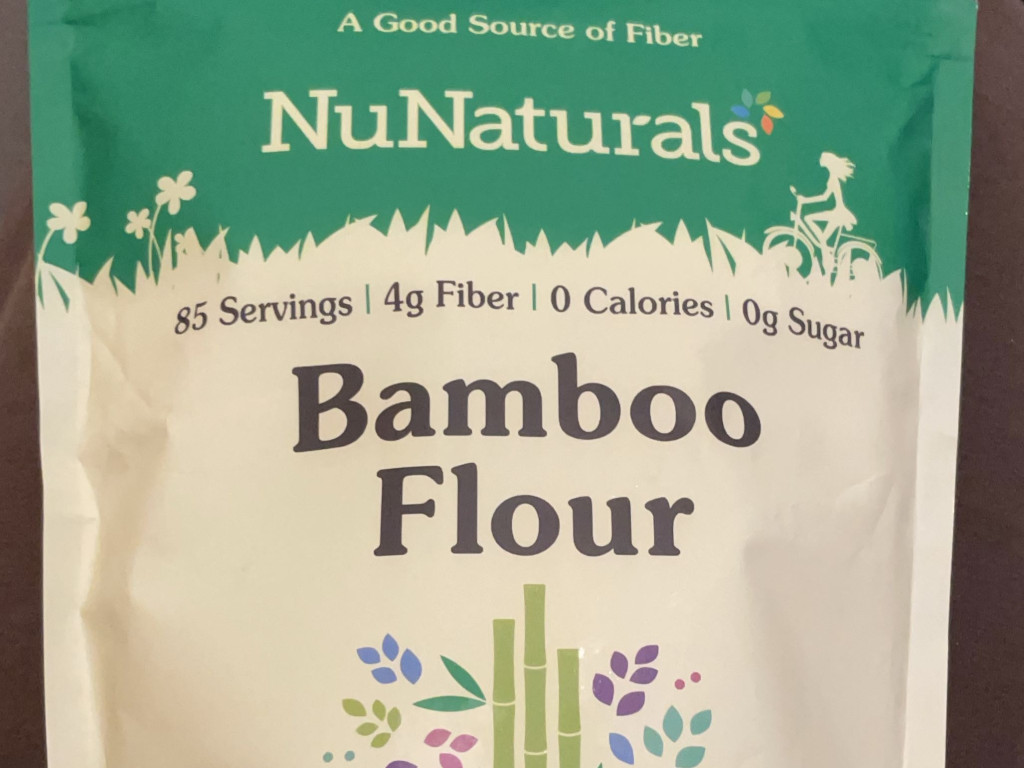 A Good Source of Fiber
NuNaturals
85 Servings | 4g Fiber | 0 Calories | 0g Sugar
Bamboo
Flour